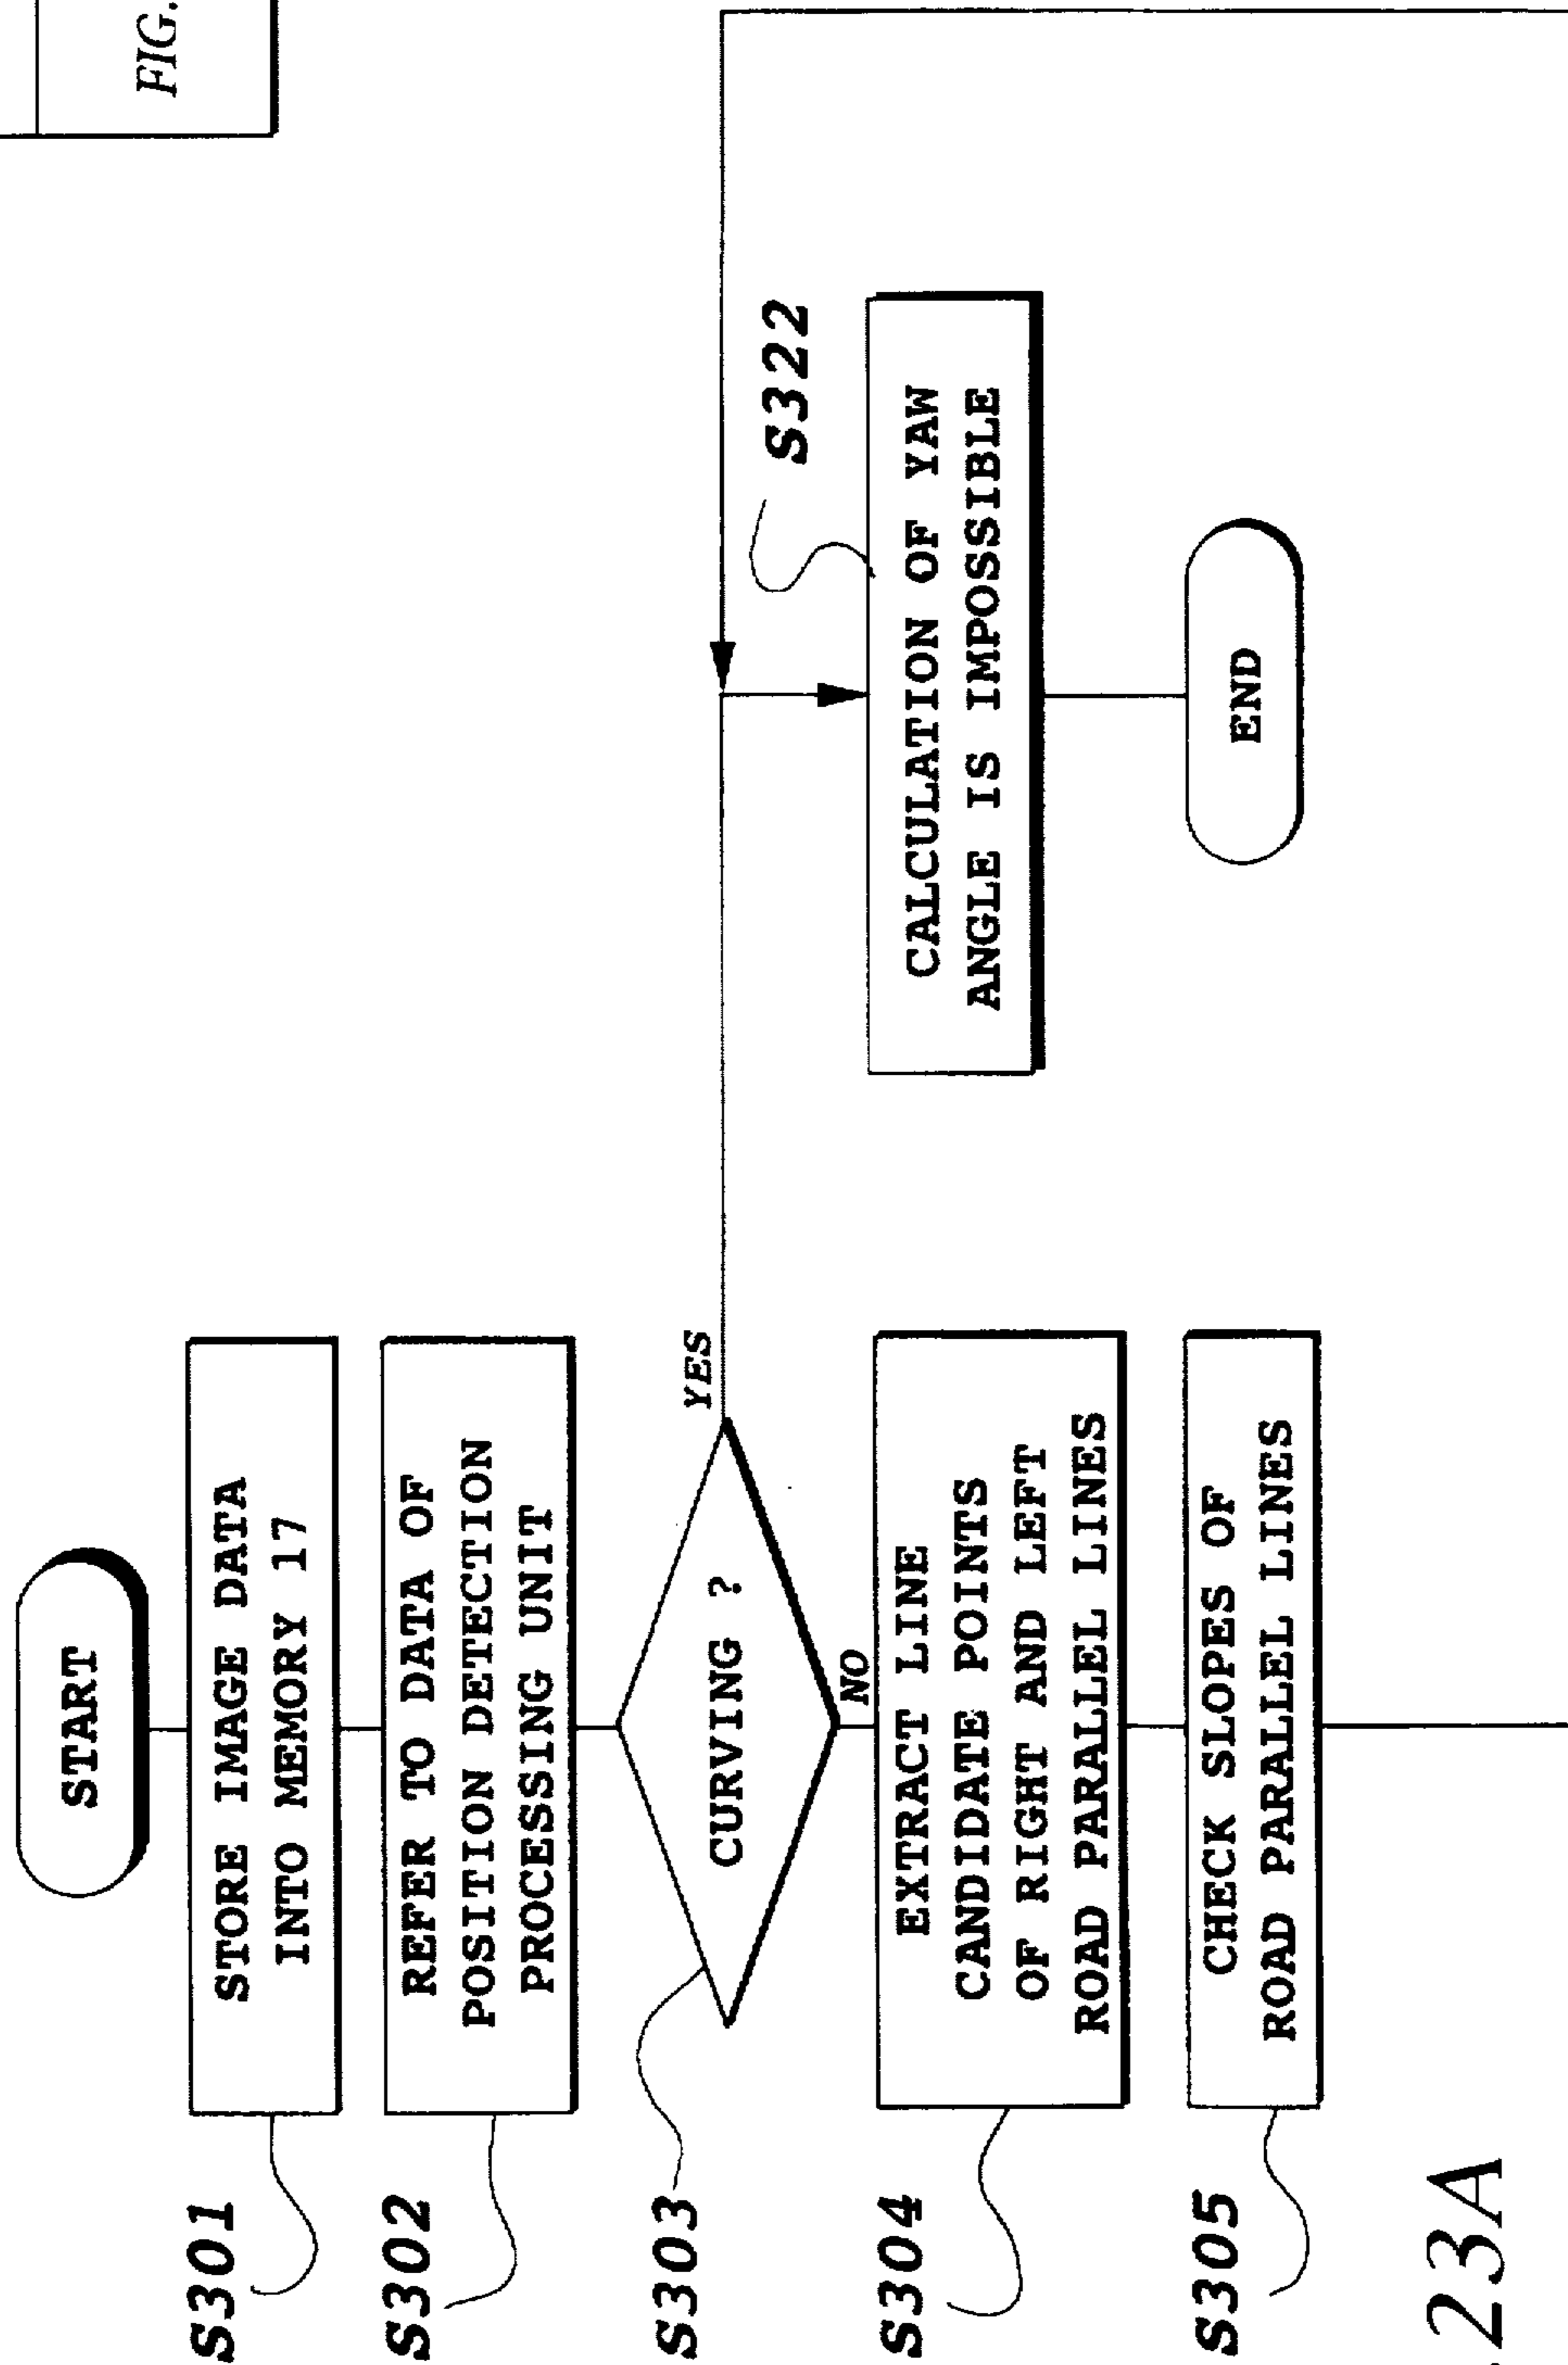 FIG.
START
S301
STORE IMAGE DATA
INTO MEMORY 17
S302
REFER TO DATA OF
POSITION DETECTION
PROCESSING UNIT
S303
CURVING ?
YES
NO
S322
CALCULATION OF YAW
ANGLE IS IMPOSSIBLE
END
S304
EXTRACT LINE
CANDIDATE POINTS
OF RIGHT AND LEFT
ROAD PARALLEL LINES
S305
CHECK SLOPES OF
ROAD PARALLEL LINES
.23A